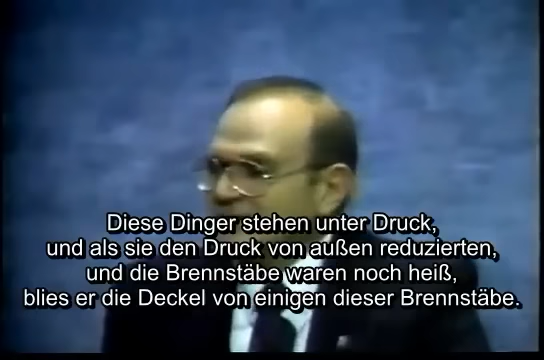 Diese Dinger stehen unter Druck,
und als sie den Druck von außen reduzierten,
und die Brennstäbe waren noch heiß,
blies er die Deckel von einigen dieser Brennstäbe.